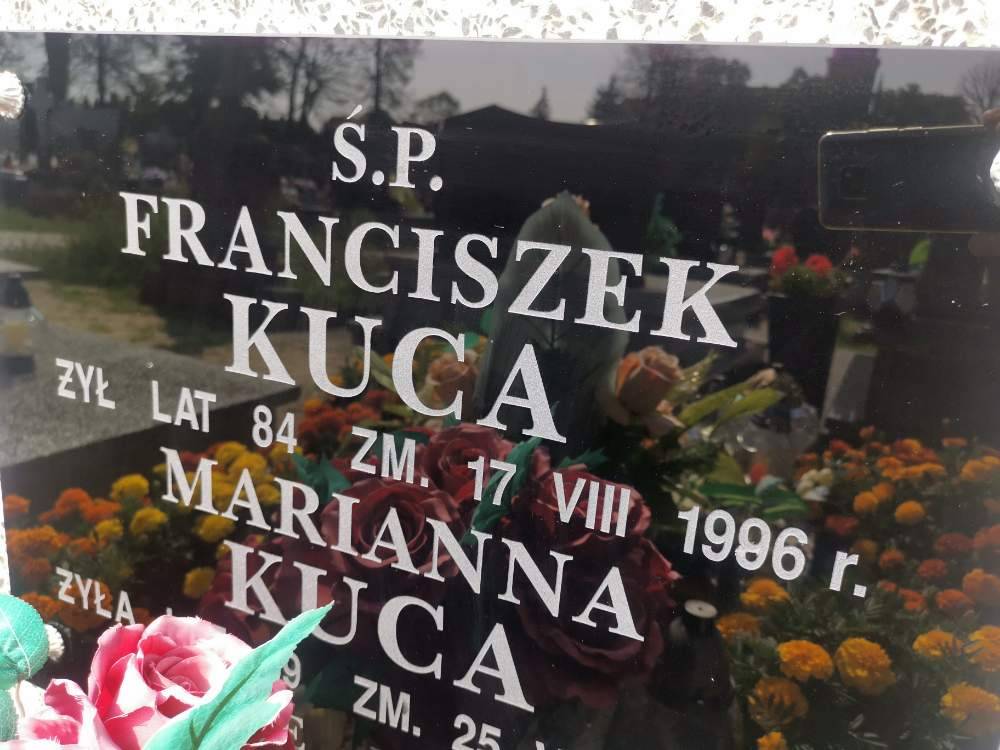 Ś.P.
FRANCISZEK
KUCA
ŻYŁ LAT 84 ZM. 17 VIII 1996 r.
MARIANNA
KUCA
ŻYŁA ZM. 25